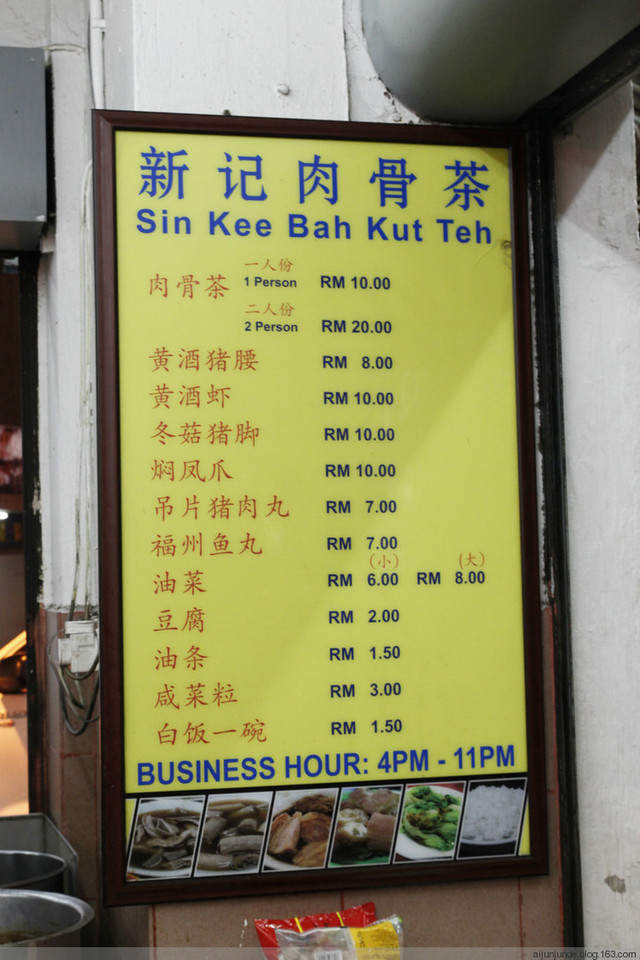 新记肉骨茶
Sin Kee Bah Kut Teh
一人份
肉骨茶 1 Person RM 10.00
二人份
2 Person RM 20.00
黄酒猪腰 RM 8.00
黄酒虾 RM 10.00
冬菇猪脚 RM 10.00
焖凤爪 RM 10.00
吊片猪肉丸 RM 7.00
福州鱼丸 RM 7.00
(小) (大)
油菜 RM 6.00 RM 8.00
豆腐 RM 2.00
油条 RM 1.50
咸菜粒 RM 3.00
白饭一碗 RM 1.50
BUSINESS HOUR: 4PM - 11PM
aijunjunos.blog.163.com